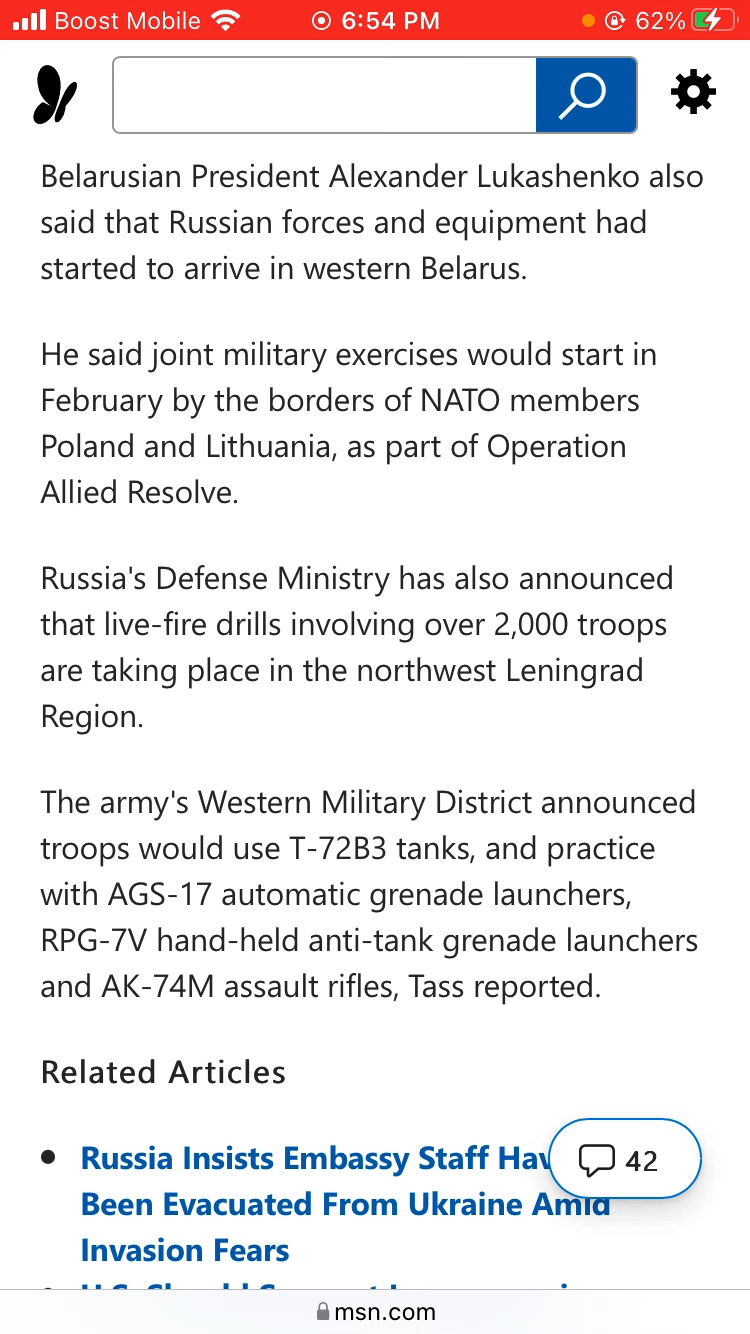 Boost Mobile 6:54 PM 62%
Belarusian President Alexander Lukashenko also
said that Russian forces and equipment had
started to arrive in western Belarus.
He said joint military exercises would start in
February by the borders of NATO members
Poland and Lithuania, as part of Operation
Allied Resolve.
Russia's Defense Ministry has also announced
that live-fire drills involving over 2,000 troops
are taking place in the northwest Leningrad
Region.
The army's Western Military District announced
troops would use T-72B3 tanks, and practice
with AGS-17 automatic grenade launchers,
RPG-7V hand-held anti-tank grenade launchers
and AK-74M assault rifles, Tass reported.
Related Articles
• Russia Insists Embassy Staff
42
Been Evacuated From Ukraine Amid
Invasion Fears
msn.com